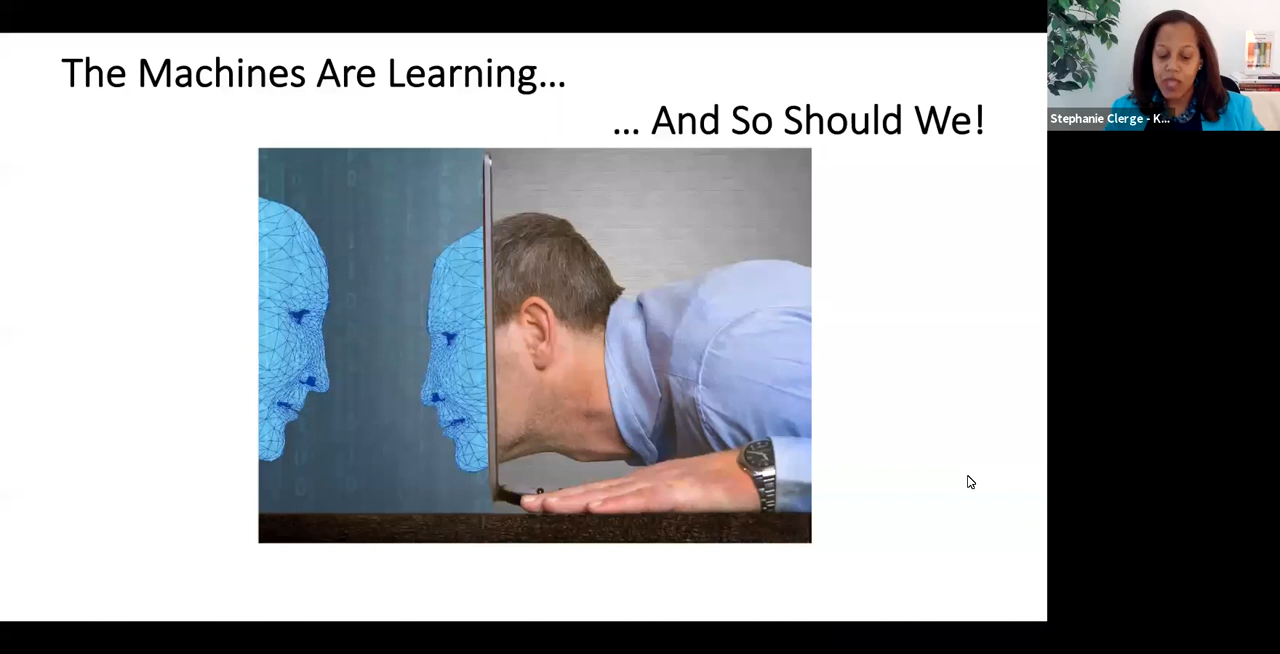 The Machines Are Learning…
… And So Should We!
Stephanie Clerge - K...